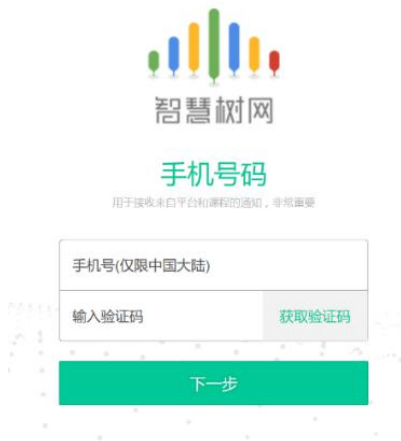 智慧树网
手机号码
用于接收来自平台和课程的通知，非常重要
手机号(仅限中国大陆)
输入验证码 获取验证码
下一步